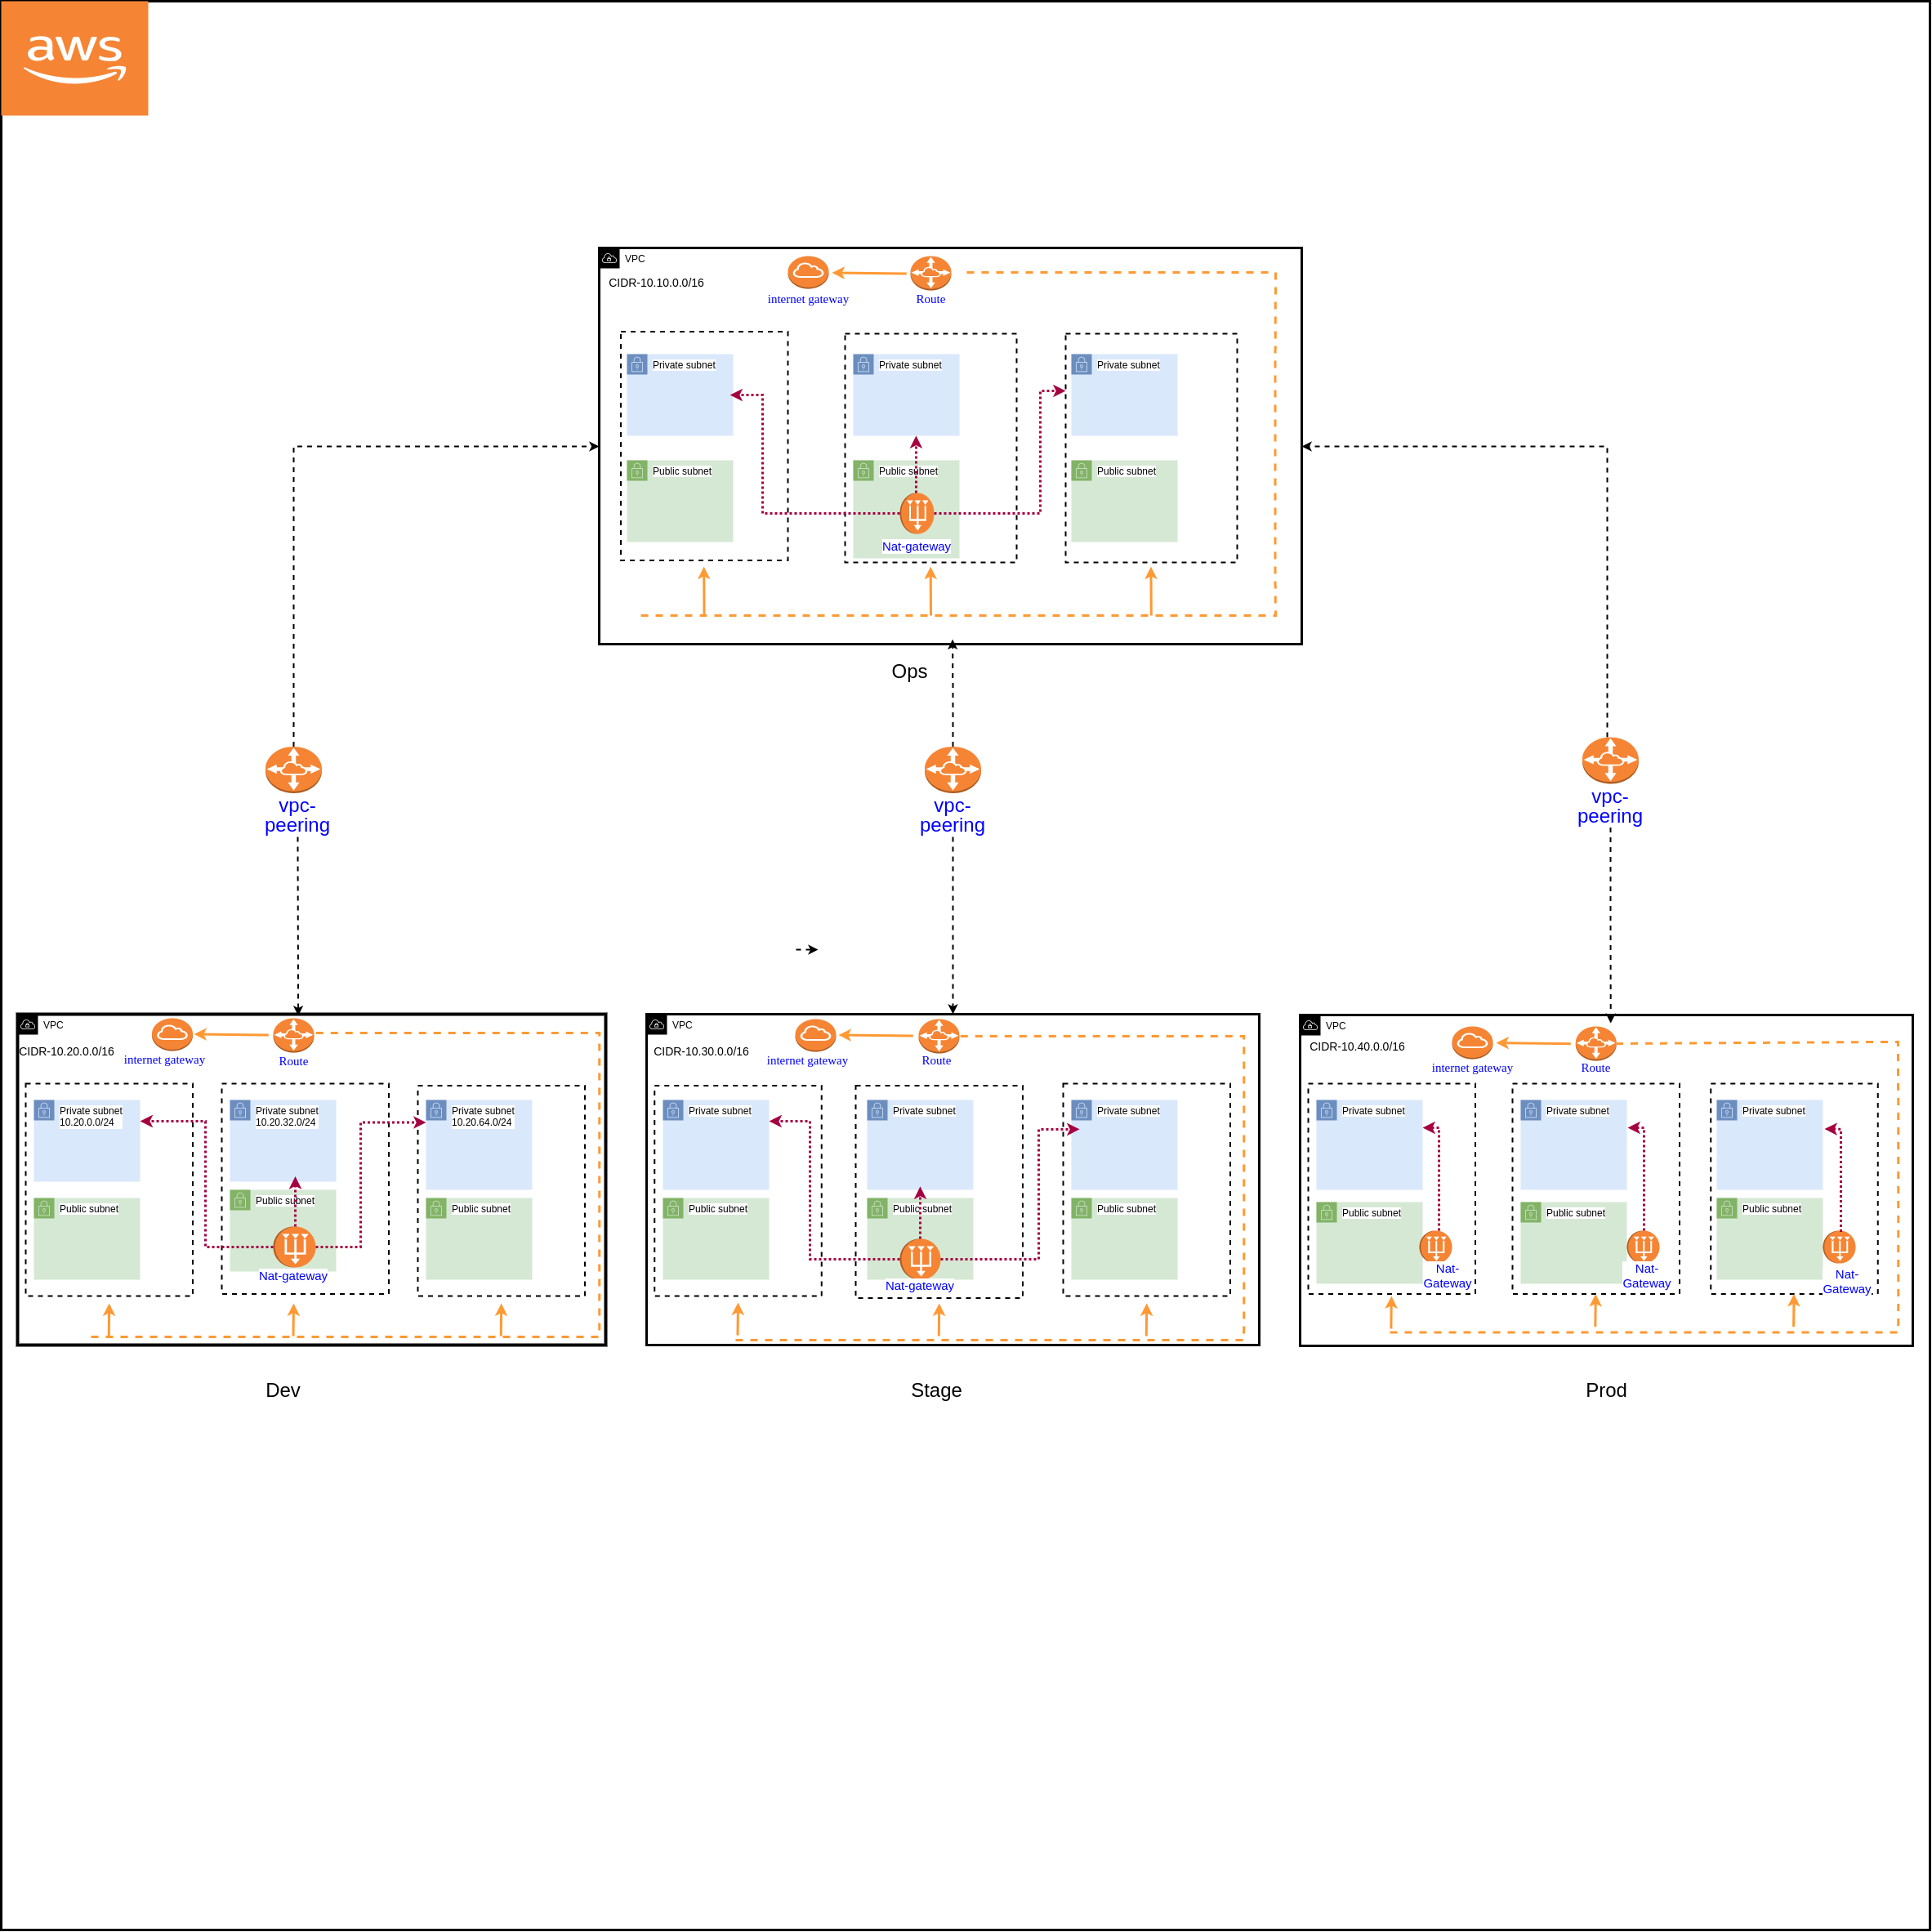 aws
VPC
CIDR-10.10.0.0/16
internet gateway
Route
Private subnet
Private subnet
Private subnet
Public subnet
Public subnet
Public subnet
Nat-gateway
Ops
vpc-
peering
vpc-
peering
vpc-
peering
VPC
CIDR-10.20.0.0/16
internet gateway
Route
Private subnet
10.20.0.0/24
Private subnet
10.20.32.0/24
Private subnet
10.20.64.0/24
Public subnet
Public subnet
Public subnet
Nat-gateway
Dev
VPC
CIDR-10.30.0.0/16
internet gateway
Route
Private subnet
Private subnet
Private subnet
Public subnet
Public subnet
Public subnet
Nat-gateway
Stage
VPC
CIDR-10.40.0.0/16
internet gateway
Route
Private subnet
Private subnet
Private subnet
Public subnet
Public subnet
Public subnet
Nat-
Gateway
Nat-
Gateway
Nat-
Gateway
Prod